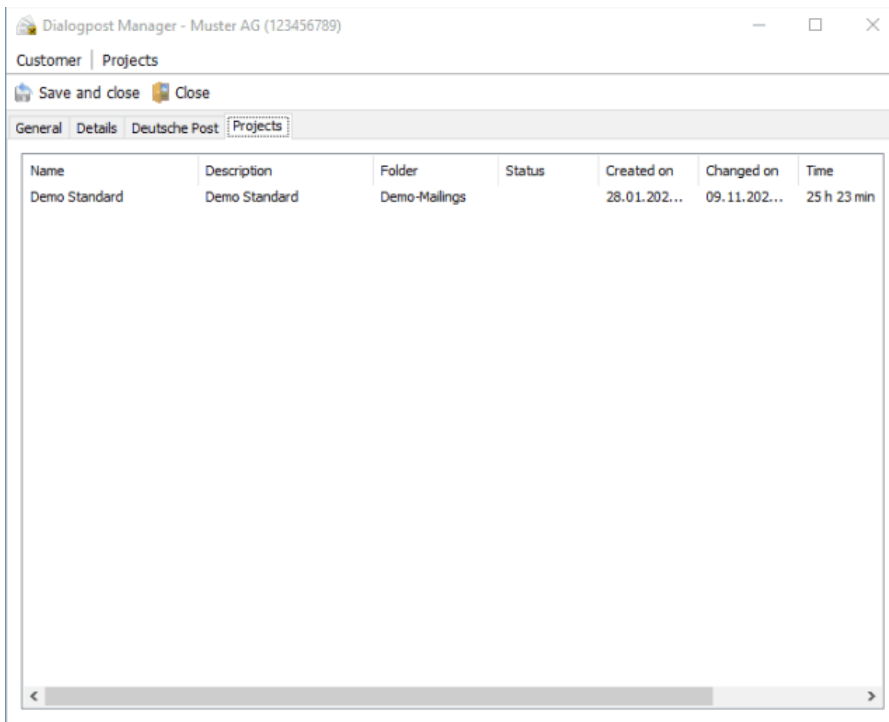 Dialogpost Manager - Muster AG (123456789)
Customer | Projects
Save and close Close
General Details Deutsche Post Projects
Name Description Folder Status Created on Changed on Time
Demo Standard Demo Standard Demo-Mailings 28.01.202... 09.11.202... 25 h 23 min